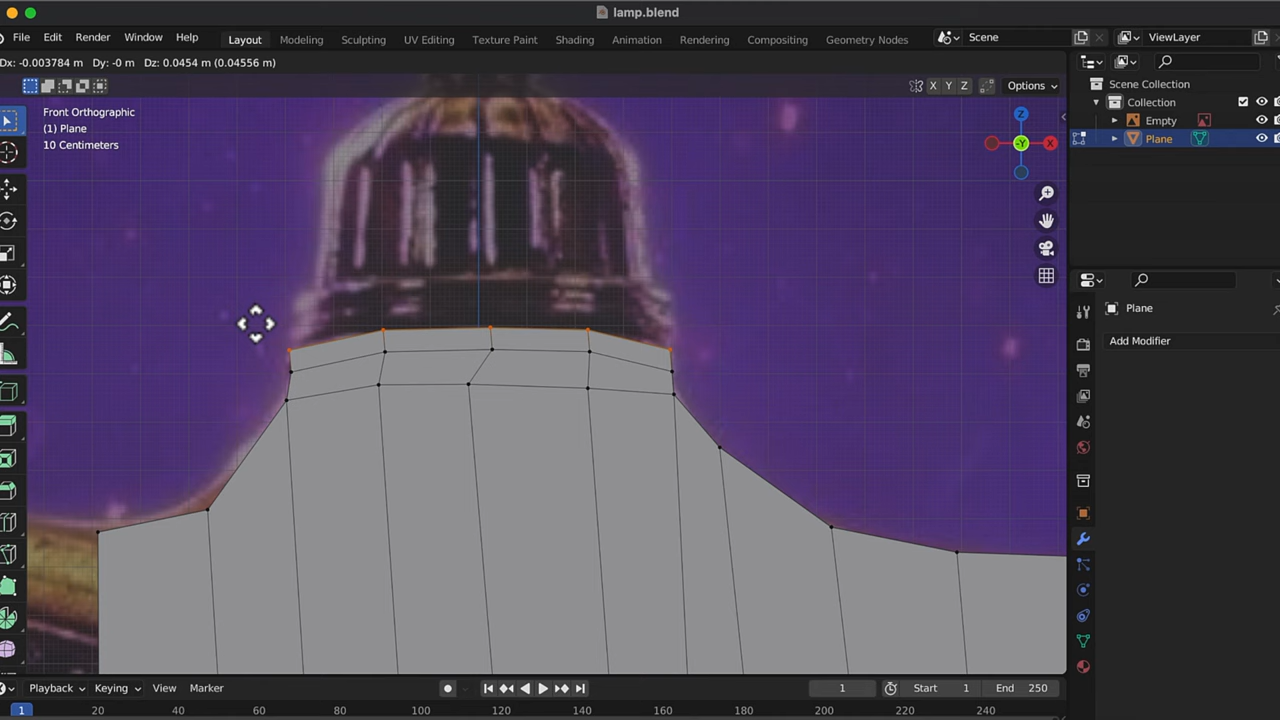 lamp.blend
File Edit Render Window Help Layout Modeling Sculpting UV Editing Texture Paint Shading Animation Rendering Compositing Geometry Nodes Scene ViewLayer
Dx: -0.003784 m Dy: -0 m Dz: 0.0454 m (0.04556 m)
X Y Z Options
Scene Collection
Collection
Empty
Plane
Front Orthographic
(1) Plane
10 Centimeters
Z
-Y
X
Plane
Add Modifier
Playback Keying View Marker 1 Start 1 End 250
1 20 40 60 80 100 120 140 160 180 200 220 240